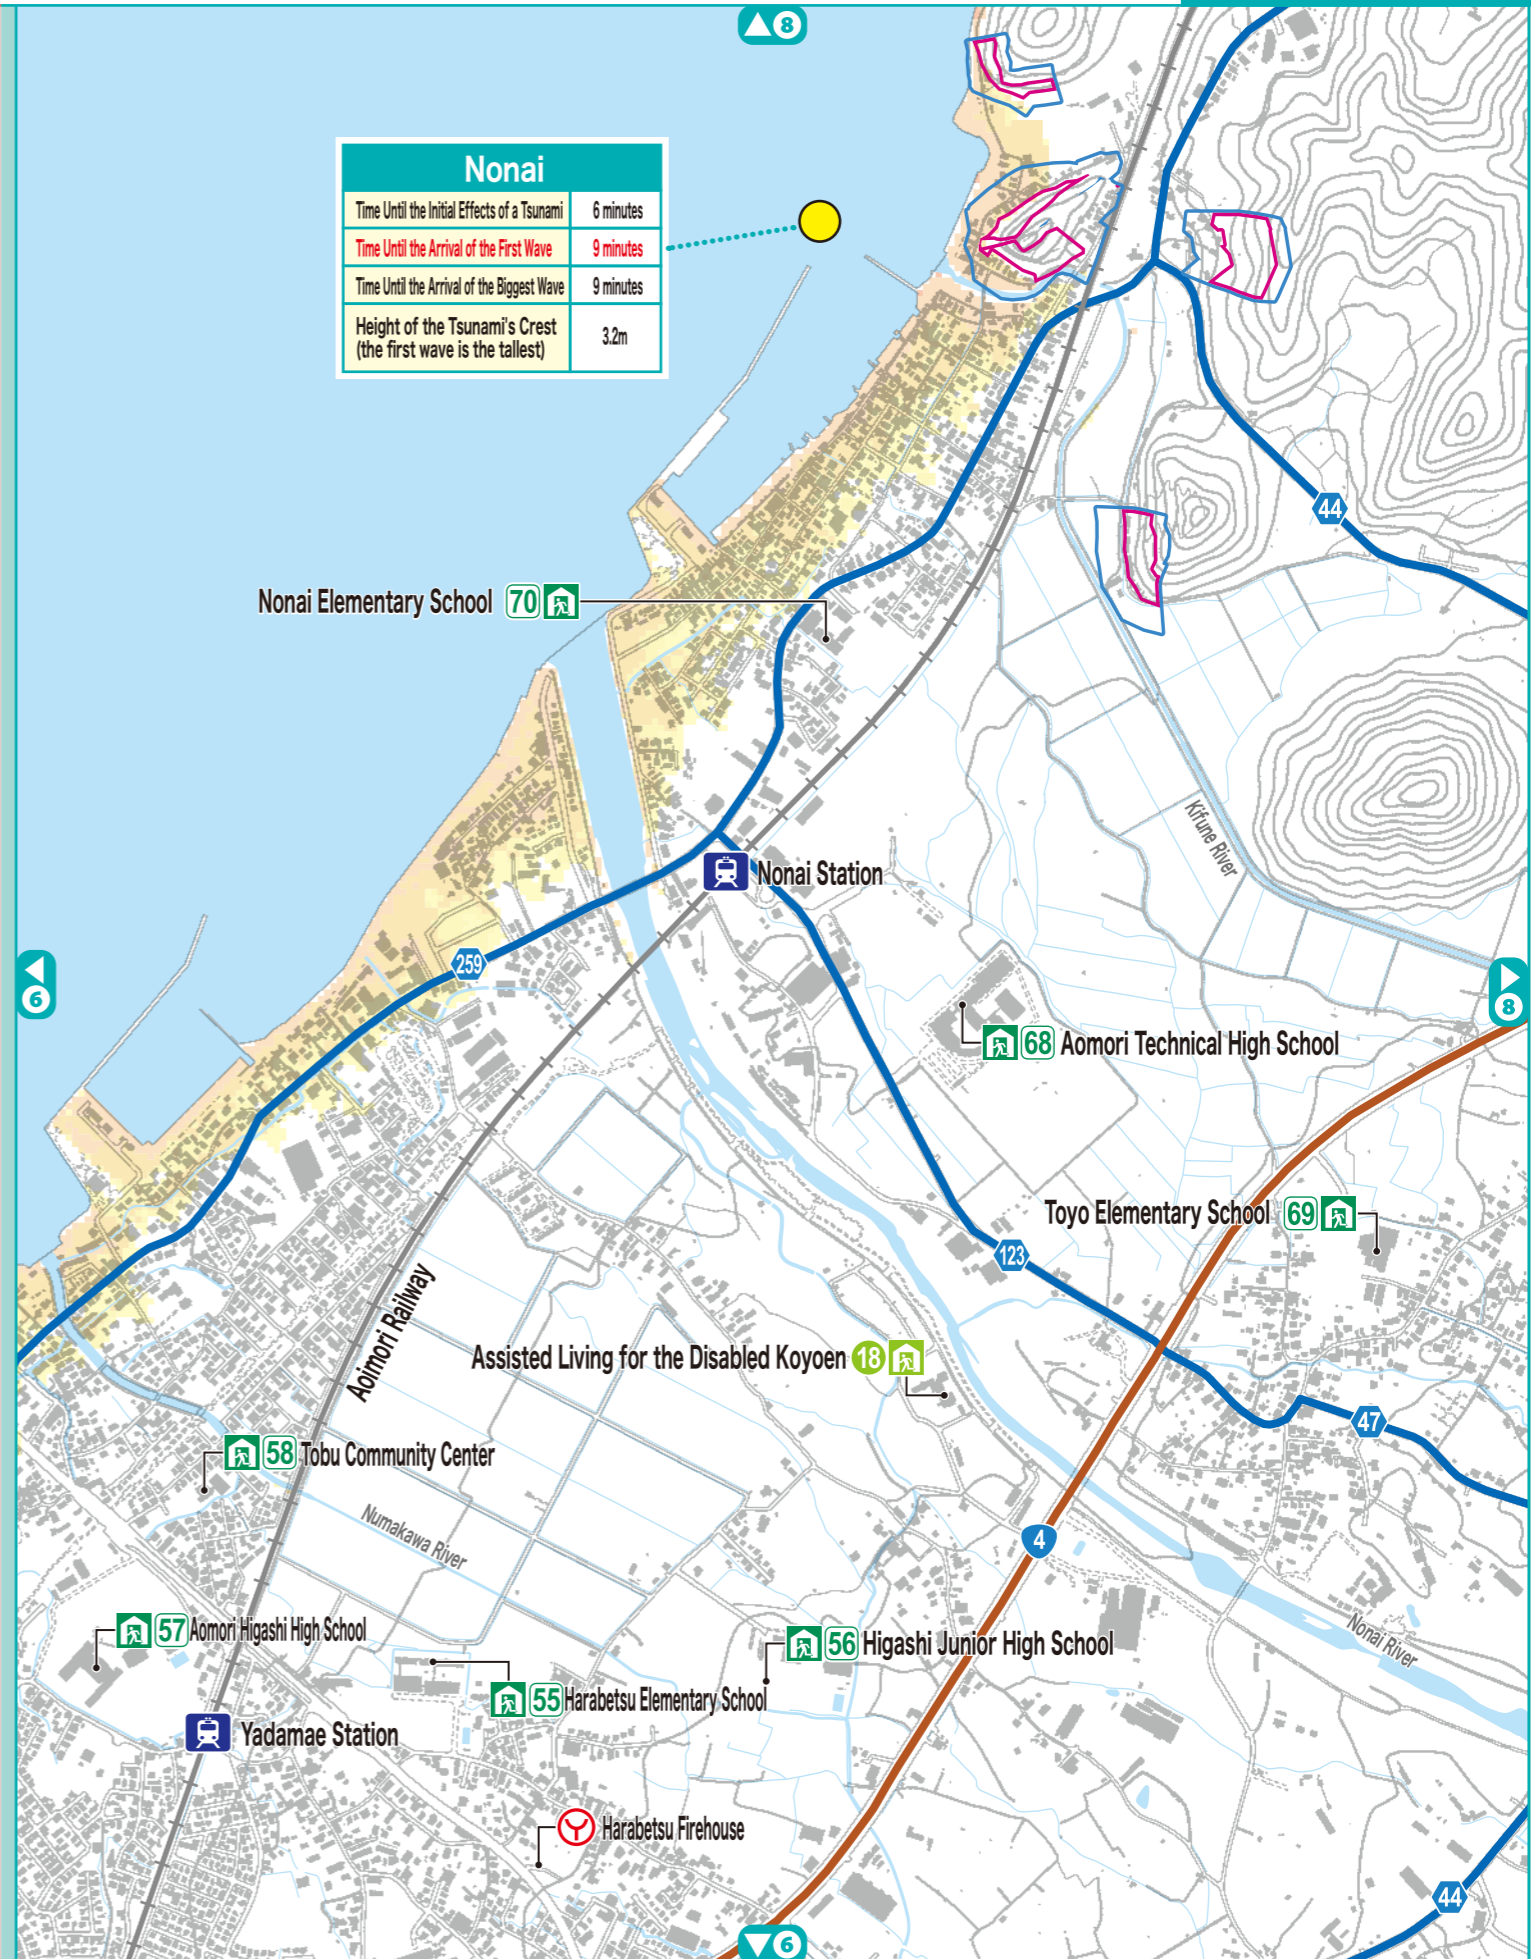 8
Nonai
Time Until the Initial Effects of a Tsunami 6 minutes
Time Until the Arrival of the First Wave 9 minutes
Time Until the Arrival of the Biggest Wave 9 minutes
Height of the Tsunami's Crest
(the first wave is the tallest) 3.2m
44
Nonai Elementary School 70
Kifune River
Nonai Station
259
6
8
68 Aomori Technical High School
Toyo Elementary School 69
123
Aoimori Railway
Assisted Living for the Disabled Koyoen 18
47
58 Tobu Community Center
Numakawa River
4
57 Aomori Higashi High School
56 Higashi Junior High School
Nonai River
55 Harabetsu Elementary School
Yadamae Station
Harabetsu Firehouse
44
6